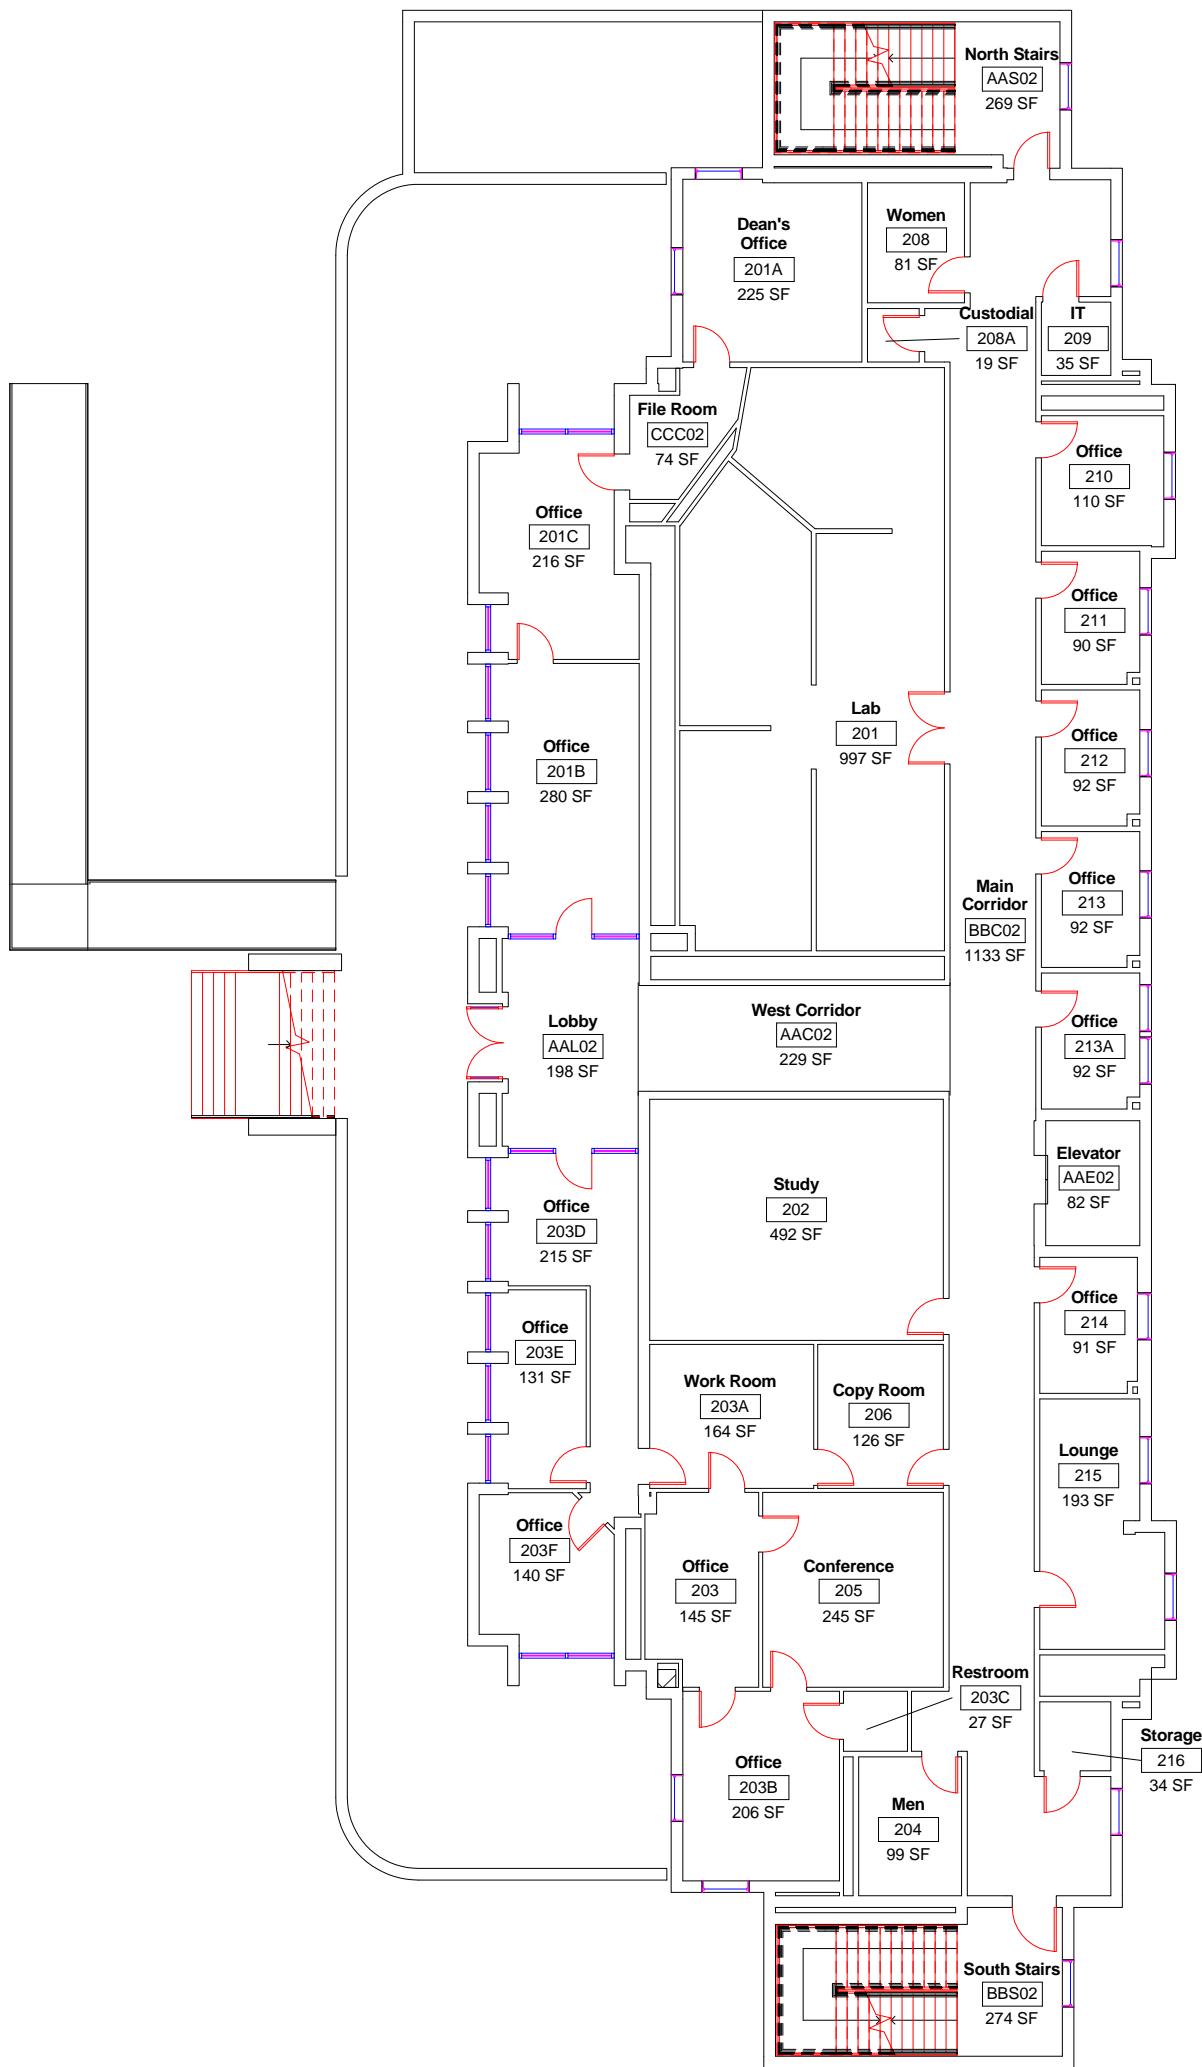 North Stairs
AAS02
269 SF
Women
208
81 SF
Dean's
Office
201A
225 SF
Custodial
208A
19 SF
IT
209
35 SF
File Room
CCC02
74 SF
Office
210
110 SF
Office
201C
216 SF
Office
211
90 SF
Lab
201
997 SF
Office
212
92 SF
Office
201B
280 SF
Main
Corridor
BBC02
1133 SF
Office
213
92 SF
West Corridor
AAC02
229 SF
Lobby
AAL02
198 SF
Office
213A
92 SF
Elevator
AAE02
82 SF
Study
202
492 SF
Office
203D
215 SF
Office
214
91 SF
Office
203E
131 SF
Work Room
203A
164 SF
Copy Room
206
126 SF
Lounge
215
193 SF
Office
203F
140 SF
Office
203
145 SF
Conference
205
245 SF
Restroom
203C
27 SF
Storage
216
34 SF
Office
203B
206 SF
Men
204
99 SF
South Stairs
BBS02
274 SF